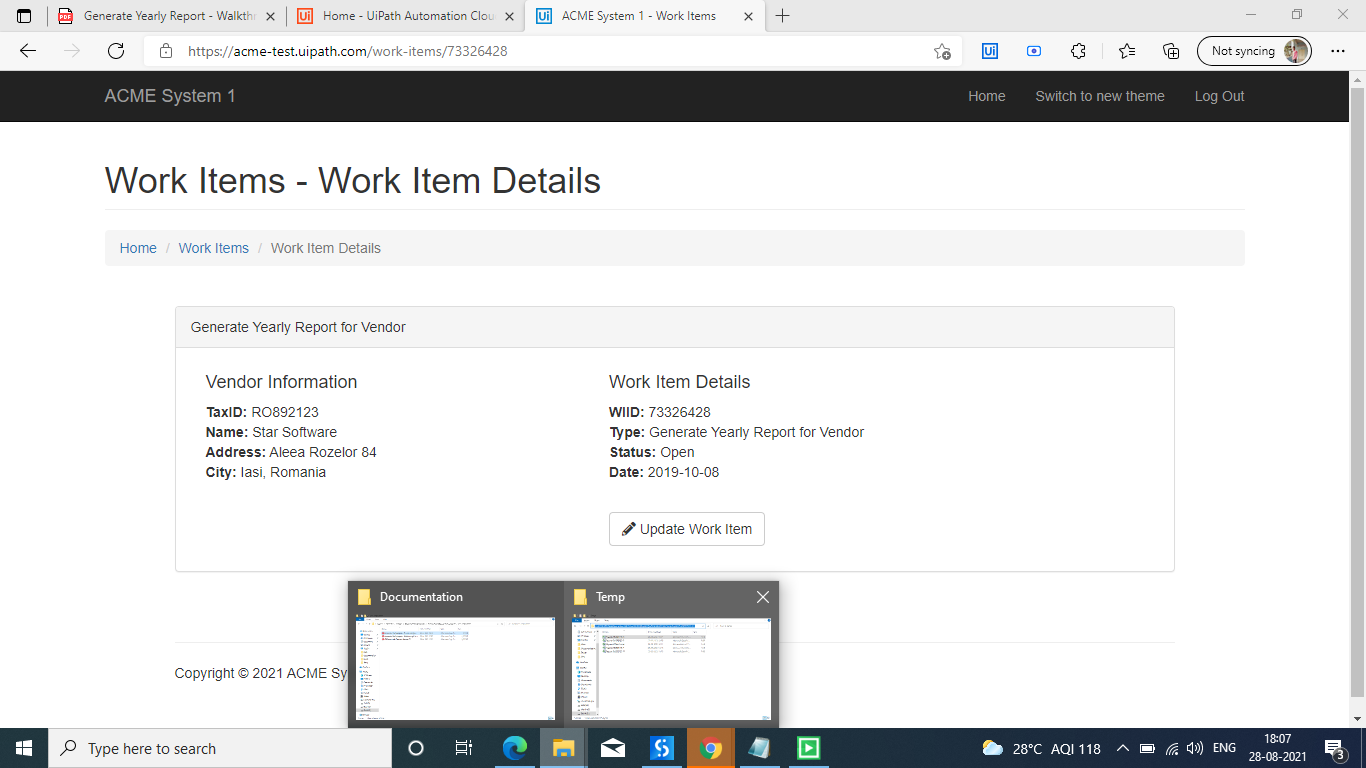 Generate Yearly Report - Walkthr
Home - UiPath Automation Clou
ACME System 1 - Work Items
https://acme-test.uipath.com/work-items/73326428
Ui
Not syncing
ACME System 1
Home
Switch to new theme
Log Out
Work Items - Work Item Details
Home / Work Items / Work Item Details
Generate Yearly Report for Vendor
Vendor Information
TaxID: RO892123
Name: Star Software
Address: Aleea Rozelor 84
City: Iasi, Romania
Work Item Details
WIID: 73326428
Type: Generate Yearly Report for Vendor
Status: Open
Date: 2019-10-08
Update Work Item
Documentation
Temp
Copyright © 2021 ACME Sy
Type here to search
28°C AQI 118
ENG
18:07
28-08-2021
3